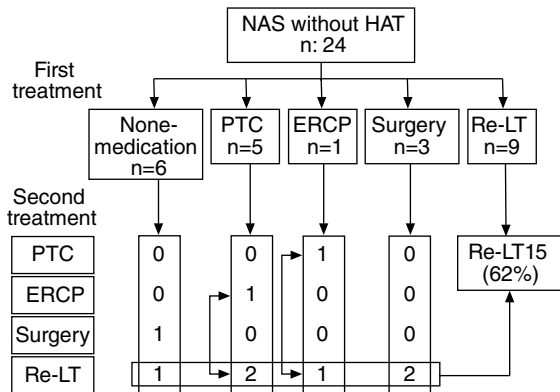 NAS without HAT
n: 24
First
treatment
None-
medication
n=6
PTC
n=5
ERCP
n=1
Surgery
n=3
Re-LT
n=9
Second
treatment
PTC 0 0 1 0
ERCP 0 1 0 0
Surgery 1 0 0 0
Re-LT 1 2 1 2
Re-LT15
(62%)